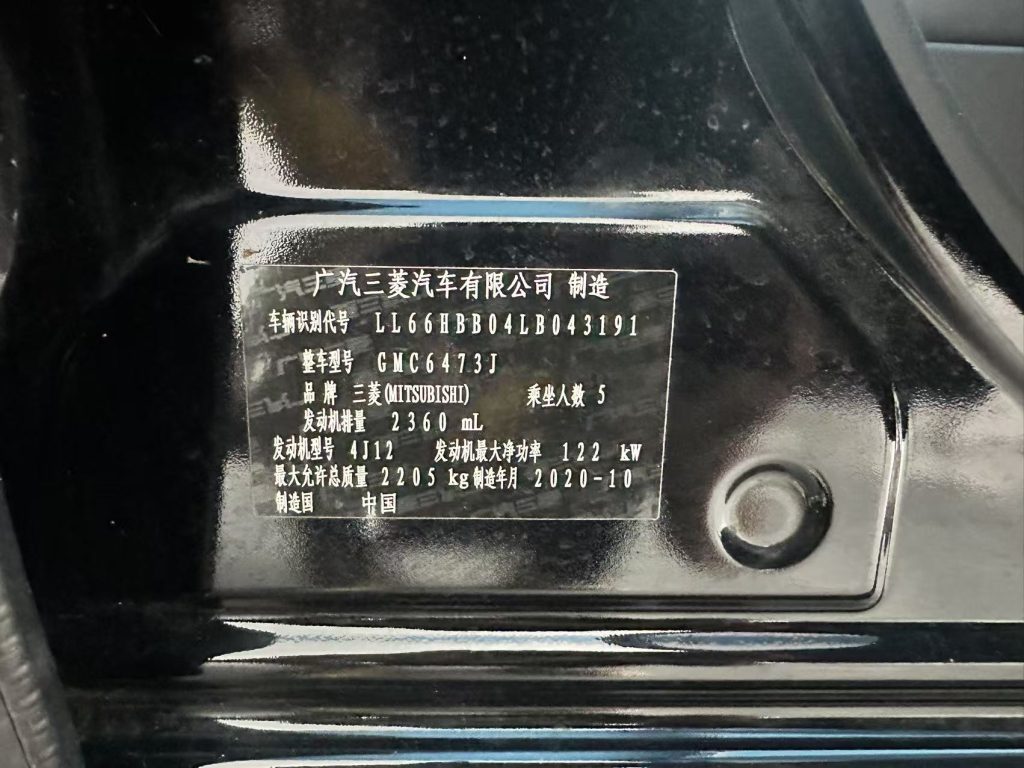 广汽三菱汽车有限公司 制造
车辆识别代号 LL66HBB04LB043191
整车型号 GMC6473J
品 牌 三菱(MITSUBISHI) 乘坐人数 5
发动机排量 2360 mL
发动机型号 4J12 发动机最大净功率 122 kW
最大允许总质量 2205 kg 制造年月 2020-10
制造国 中国